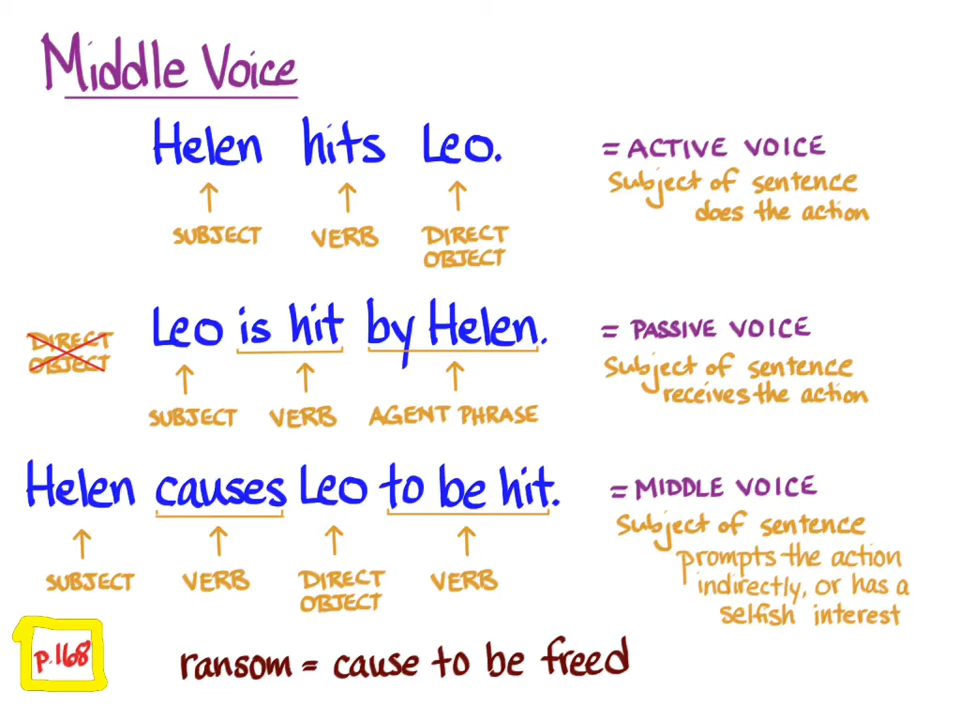 Middle Voice
Helen hits Leo.
= ACTIVE VOICE
Subject of sentence
does the action
SUBJECT
VERB
DIRECT
OBJECT
DIRECT
OBJECT
Leo is hit by Helen.
= PASSIVE VOICE
Subject of sentence
receives the action
SUBJECT
VERB
AGENT PHRASE
Helen causes Leo to be hit.
= MIDDLE VOICE
Subject of sentence
prompts the action
indirectly, or has a
selfish interest
SUBJECT
VERB
DIRECT
OBJECT
VERB
p.168
ransom = cause to be freed